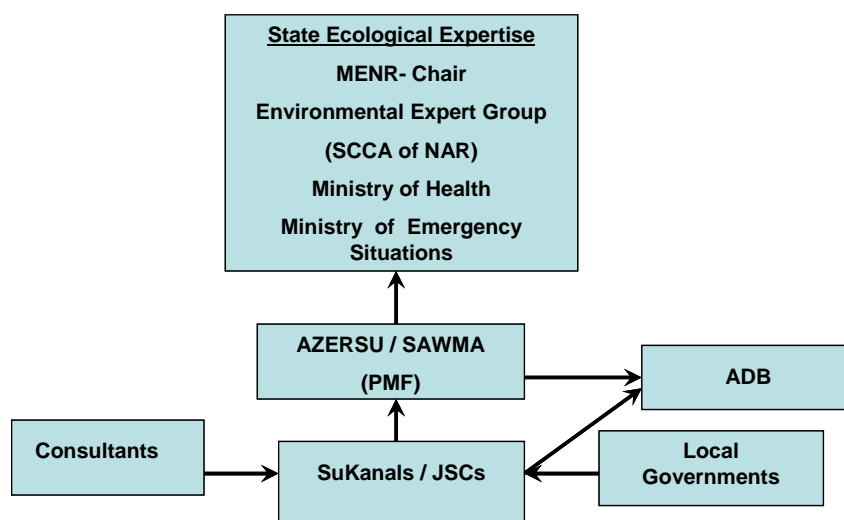 State Ecological Expertise
MENR- Chair
Environmental Expert Group
(SCCA of NAR)
Ministry of Health
Ministry of Emergency
Situations
AZERSU / SAWMA
(PMF)
ADB
Consultants
SuKanals / JSCs
Local
Governments